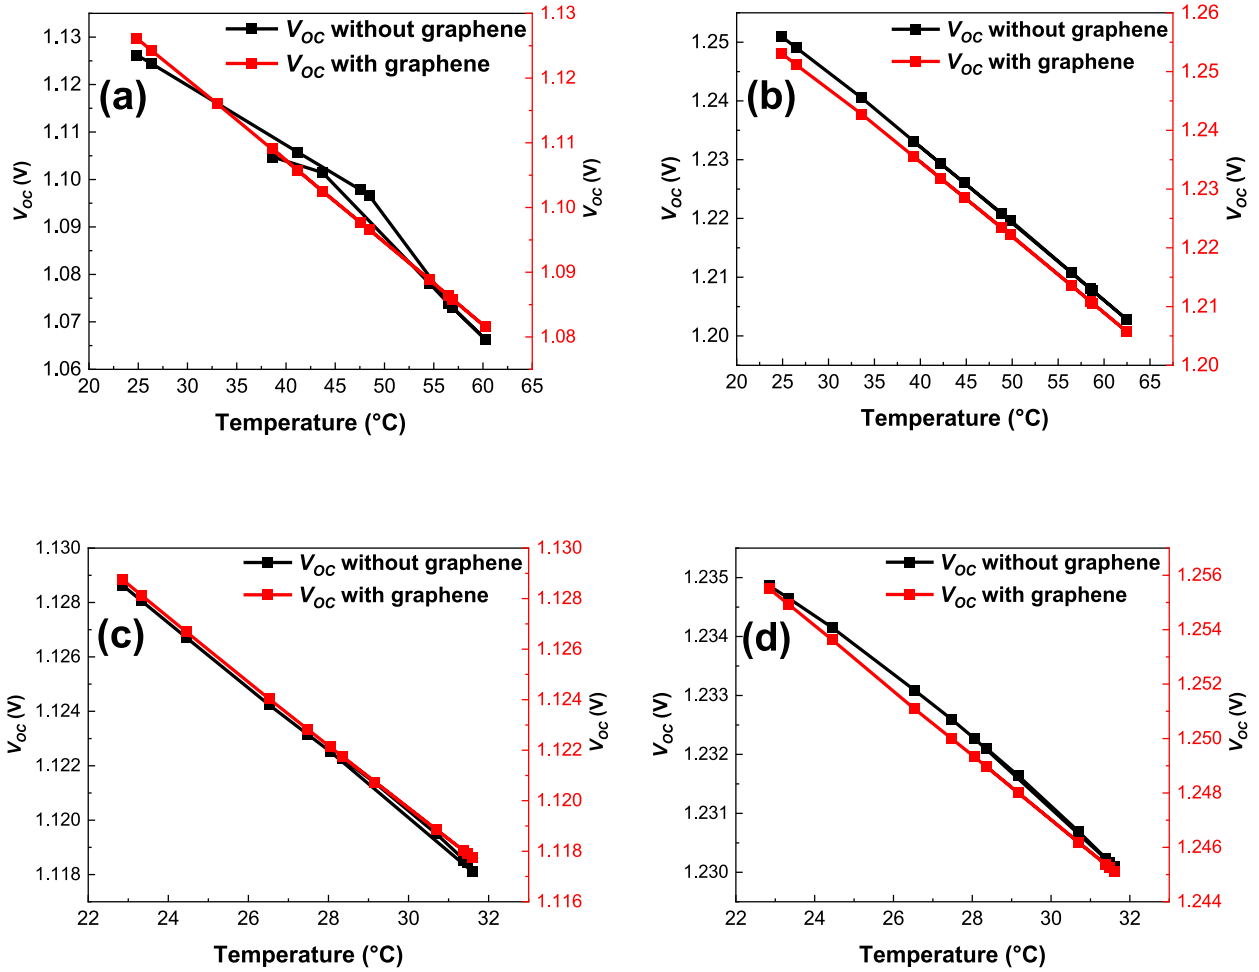 V_OC without graphene
V_OC with graphene
(a)
1.13
1.12
1.11
1.10
1.09
1.08
1.07
1.06
V_OC (V)
1.13
1.12
1.11
1.10
1.09
1.08
V_OC (V)
20 25 30 35 40 45 50 55 60 65
Temperature (°C)
V_OC without graphene
V_OC with graphene
(b)
1.25
1.24
1.23
1.22
1.21
1.20
V_OC (V)
1.26
1.25
1.24
1.23
1.22
1.21
1.20
V_OC (V)
20 25 30 35 40 45 50 55 60 65
Temperature (°C)
V_OC without graphene
V_OC with graphene
(c)
1.130
1.128
1.126
1.124
1.122
1.120
1.118
V_OC (V)
1.130
1.128
1.126
1.124
1.122
1.120
1.118
1.116
V_OC (V)
22 24 26 28 30 32
Temperature (°C)
V_OC without graphene
V_OC with graphene
(d)
1.235
1.234
1.233
1.232
1.231
1.230
V_OC (V)
1.256
1.254
1.252
1.250
1.248
1.246
1.244
V_OC (V)
22 24 26 28 30 32
Temperature (°C)